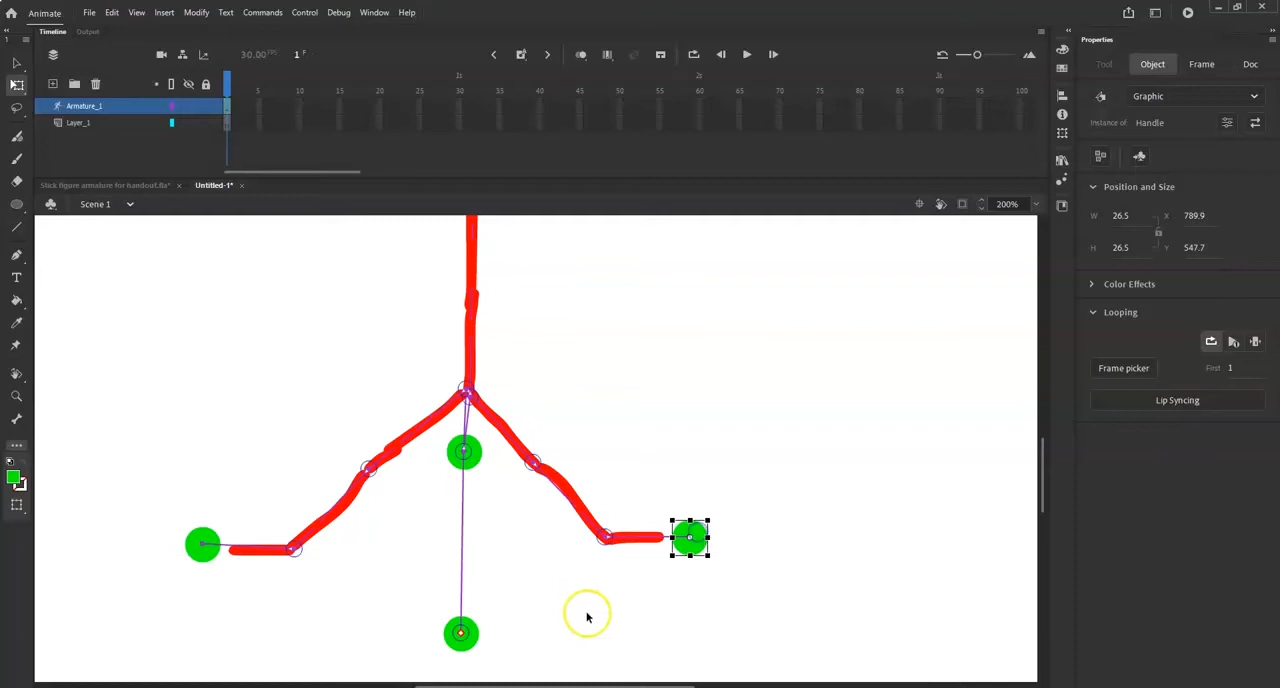 Animate File Edit View Insert Modify Text Commands Control Debug Window Help
Timeline Output
30.00 FPS 1 F
1s 2s 3s
5 10 15 20 25 30 35 40 45 50 55 60 65 70 75 80 85 90 95 100
Armature_1
Layer_1
Stick figure armature for handout.fla* × Untitled-1* ×
Scene 1 200%
Properties
Tool Object Frame Doc
Graphic
Instance of: Handle
Position and Size
W 26.5 X 789.9
H 26.5 Y 547.7
Color Effects
Looping
Frame picker First 1
Lip Syncing